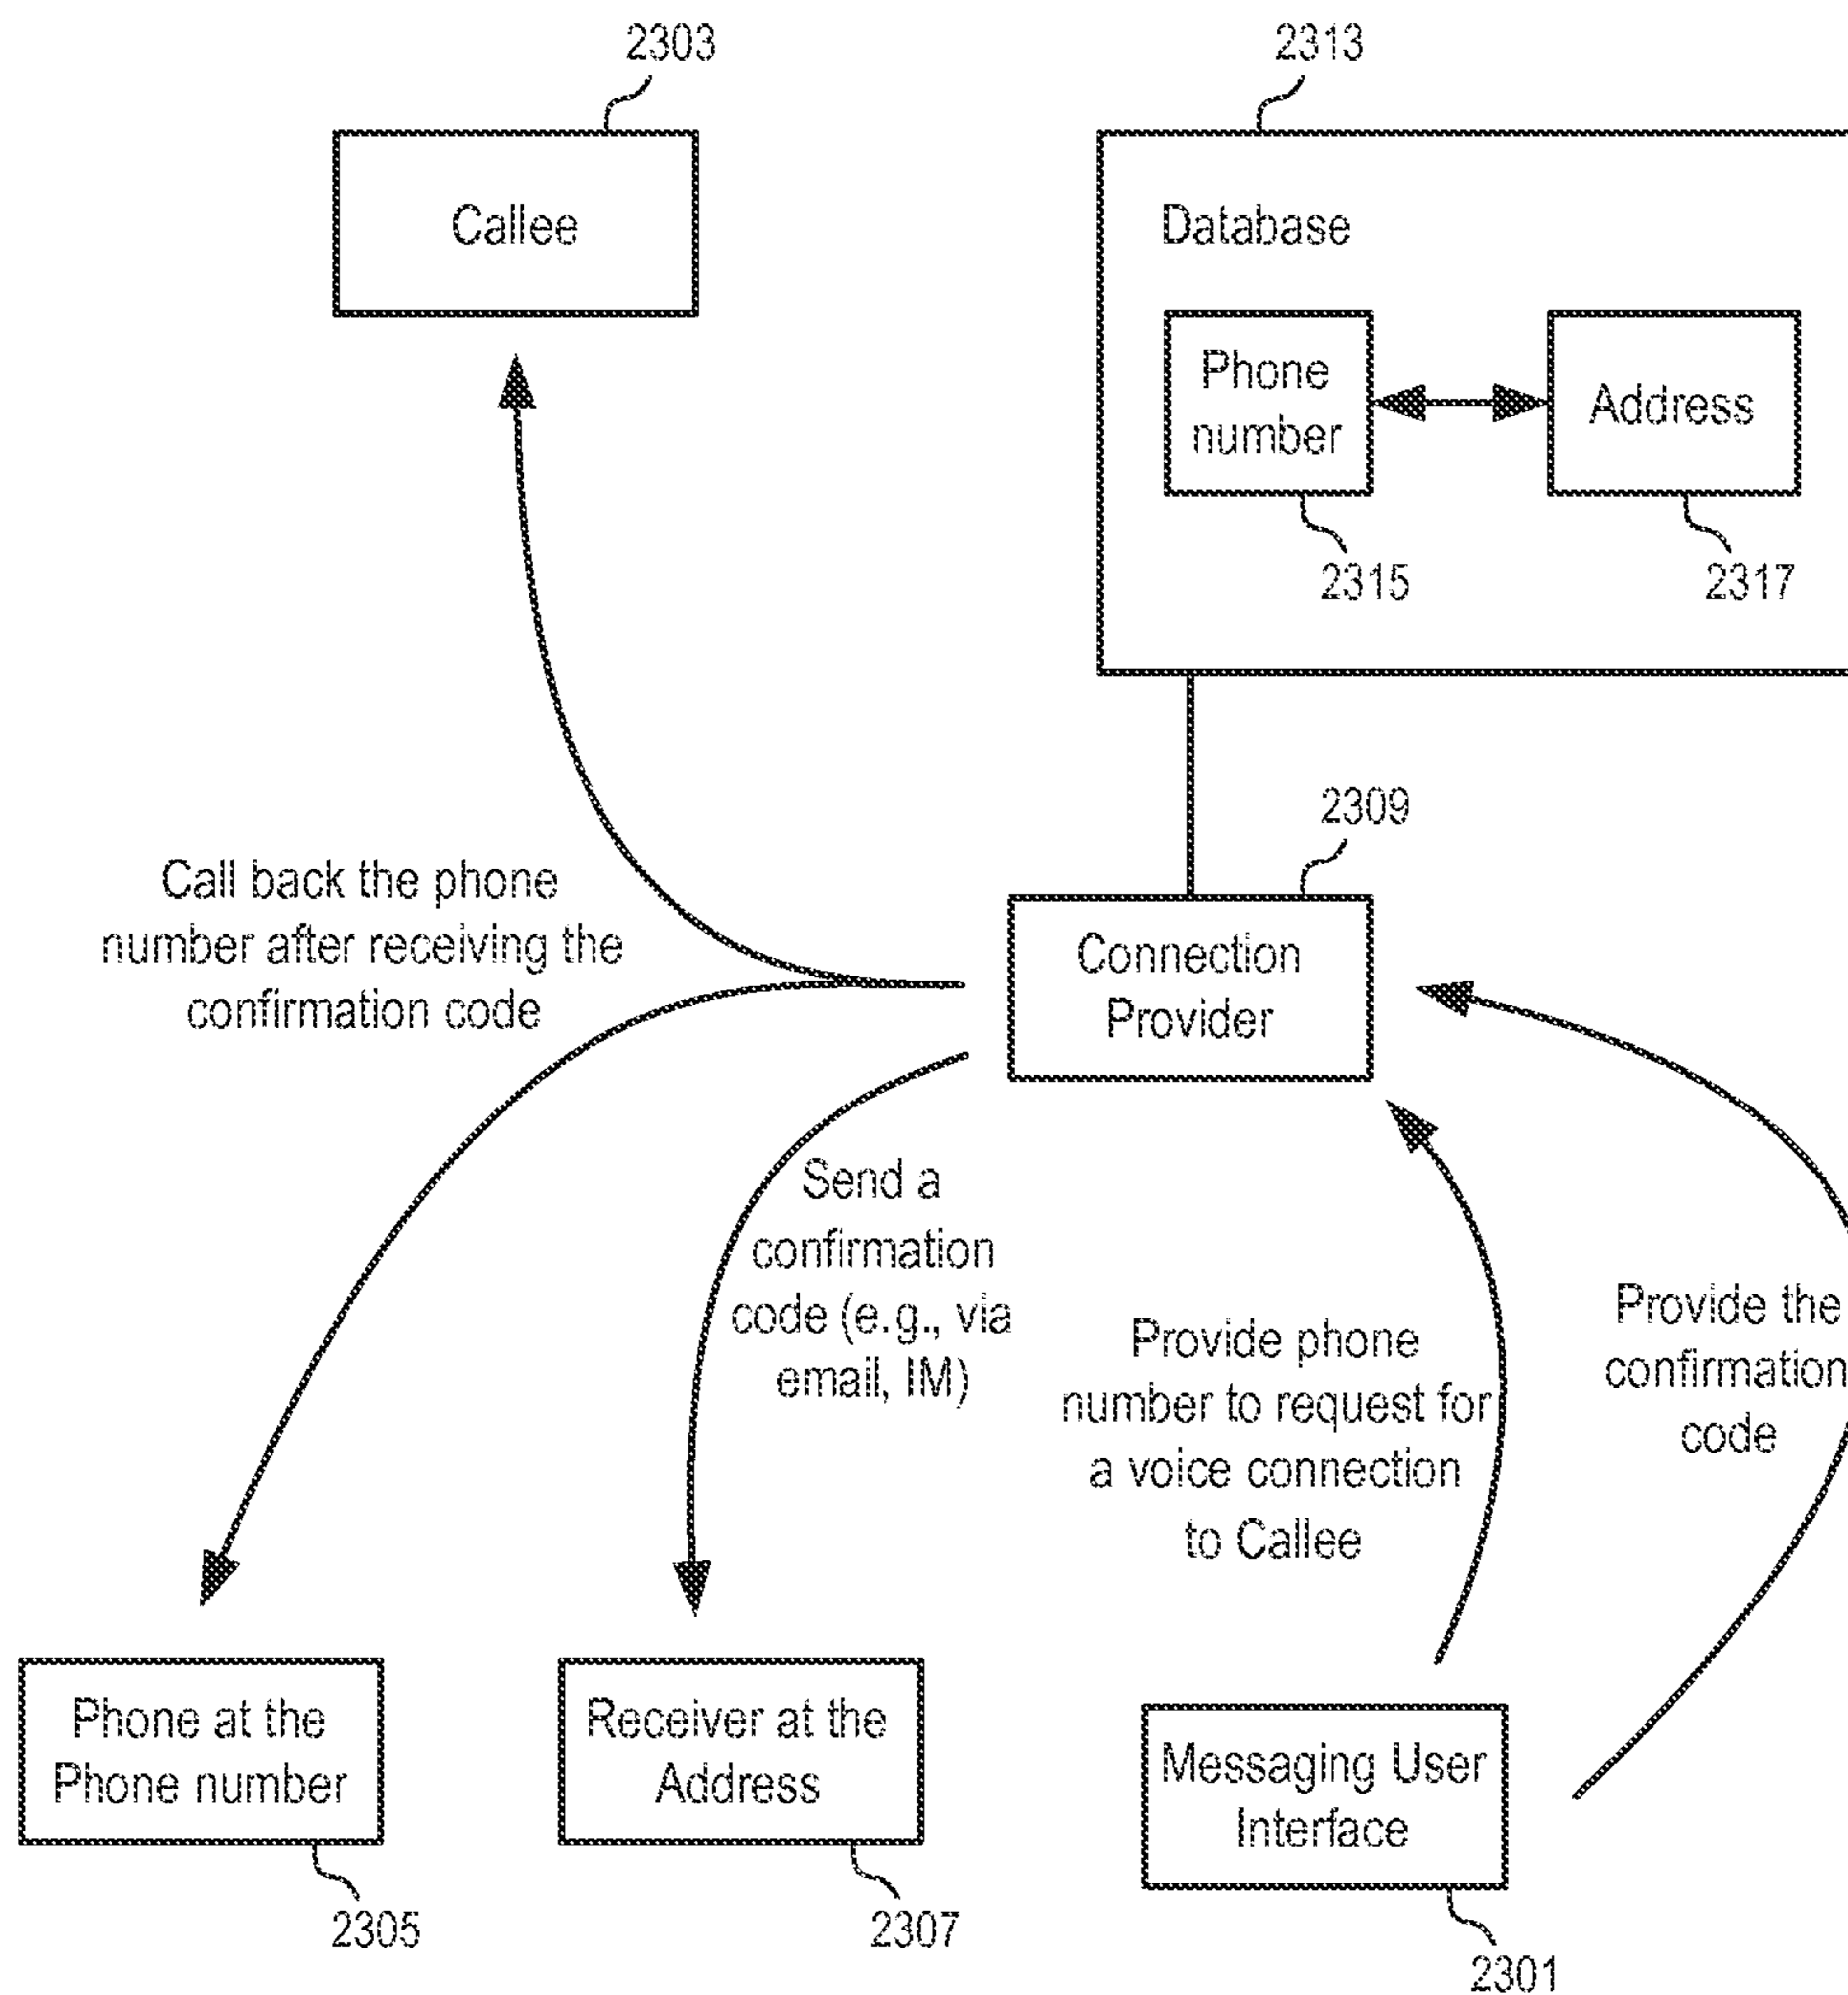 2303
2313
Callee
Database
Phone
number
Address
2315
2317
2309
Call back the phone
number after receiving the
confirmation code
Connection
Provider
Send a
confirmation
code (e.g., via
email, IM)
Provide phone
number to request for
a voice connection
to Callee
Provide the
confirmation
code
Phone at the
Phone number
Receiver at the
Address
Messaging User
Interface
2305
2307
2301